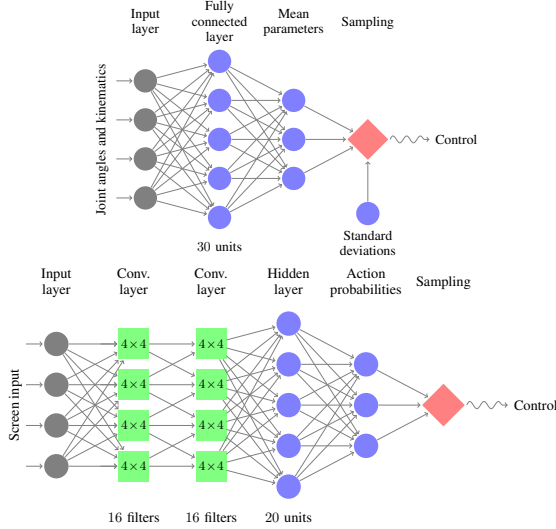 Input
layer
Fully
connected
layer
Mean
parameters
Sampling
Joint angles and kinematics
Control
30 units
Standard
deviations
Input
layer
Conv.
layer
Conv.
layer
Hidden
layer
Action
probabilities
Sampling
Screen input
4×4
4×4
4×4
4×4
4×4
4×4
4×4
4×4
Control
16 filters
16 filters
20 units